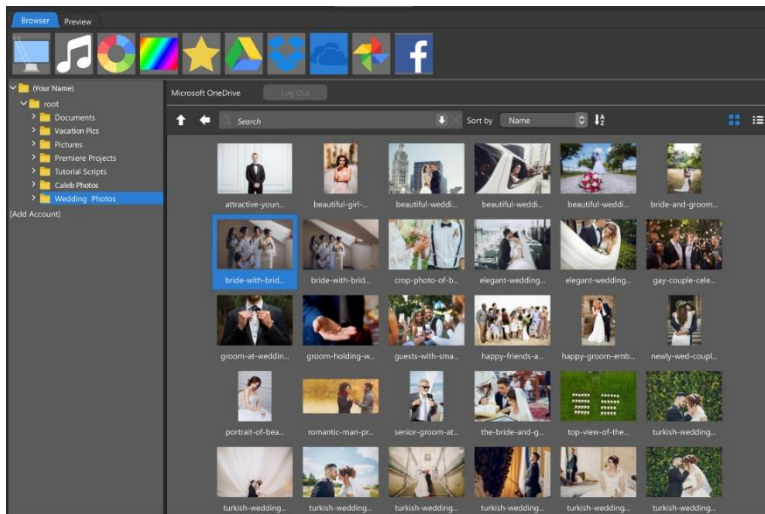 Browser Preview
(Your Name)
root
Documents
Vacation Pics
Pictures
Premiere Projects
Tutorial Scripts
Caleb Photos
Wedding Photos
[Add Account]
Microsoft OneDrive Log Out
Search Sort by Name
attractive-youn... beautiful-girl-... beautiful-weddi... beautiful-weddi... beautiful-weddi... bride-and-groom...
bride-with-brid... bride-with-brid... crop-photo-of-b... elegant-wedding... elegant-wedding... gay-couple-cele...
groom-at-weddin... groom-holding-w... guests-with-sma... happy-friends-a... happy-groom-emb... newly-wed-coupl...
portrait-of-bea... romantic-man-pr... senior-groom-at... the-bride-and-g... top-view-of-the... turkish-wedding...
turkish-wedding... turkish-wedding... turkish-wedding... turkish-wedding... turkish-wedding... turkish-wedding...